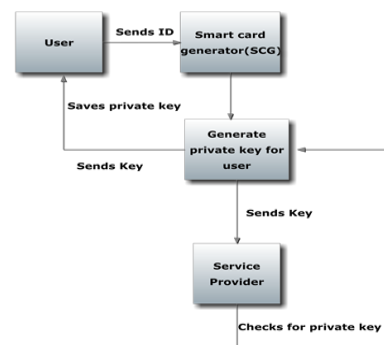 User
Sends ID
Smart card
generator(SCG)
Saves private key
Generate
private key for
user
Sends Key
Sends Key
Service
Provider
Checks for private key